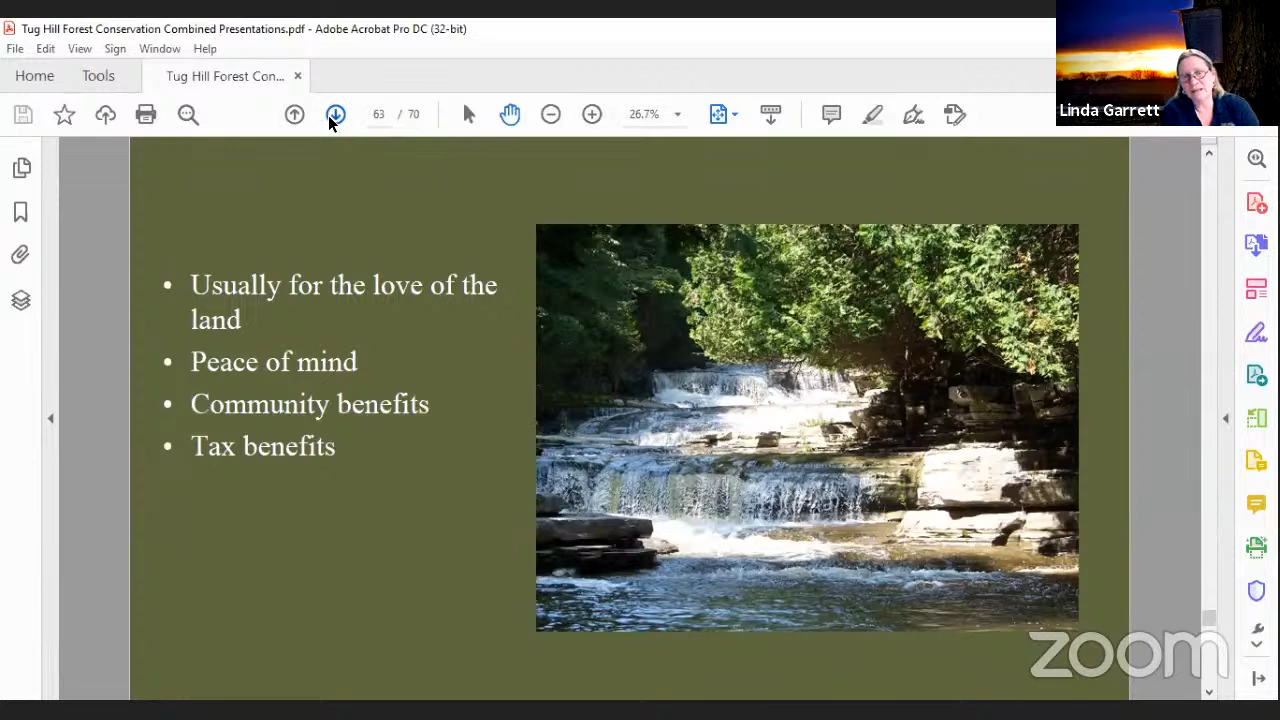 Tug Hill Forest Conservation Combined Presentations.pdf - Adobe Acrobat Pro DC (32-bit)
File Edit View Sign Window Help
Home Tools Tug Hill Forest Con... ×
63 / 70 26.7%
Linda Garrett
• Usually for the love of the
land
• Peace of mind
• Community benefits
• Tax benefits
zoom